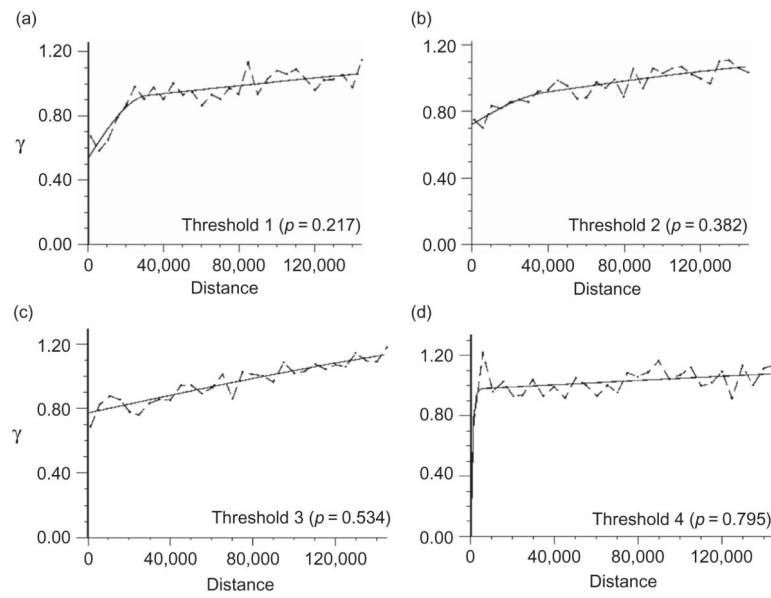 (a)
1.20
0.80
γ
0.40
Threshold 1 (p = 0.217)
0.00
0 40,000 80,000 120,000
Distance
(b)
1.20
0.80
0.40
Threshold 2 (p = 0.382)
0.00
0 40,000 80,000 120,000
Distance
(c)
1.20
0.80
γ
0.40
Threshold 3 (p = 0.534)
0.00
0 40,000 80,000 120,000
Distance
(d)
1.20
0.80
0.40
Threshold 4 (p = 0.795)
0.00
0 40,000 80,000 120,000
Distance